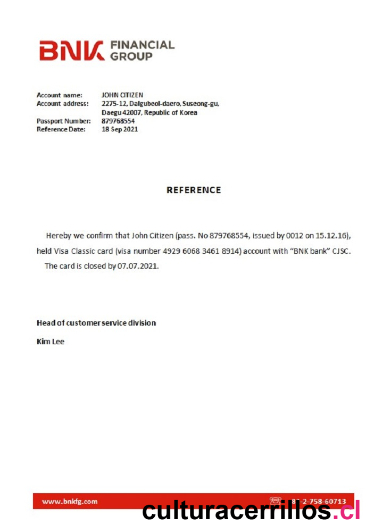 BNK FINANCIAL
GROUP
Account name: JOHN CITIZEN
Account address: 2275-12, Dalgubeol-daero, Suseong-gu,
Daegu 42007, Republic of Korea
Passport Number: 879768554
Reference Date: 18 Sep 2021
REFERENCE
Hereby we confirm that John Citizen (pass. No 879768554, issued by 0012 on 15.12.16),
held Visa Classic card (visa number 4929 6068 3461 8914) account with “BNK bank” CJSC.
The card is closed by 07.07.2021.
Head of customer service division
Kim Lee
www.bnkfg.com 2-758-60713
culturacerrillos.cl